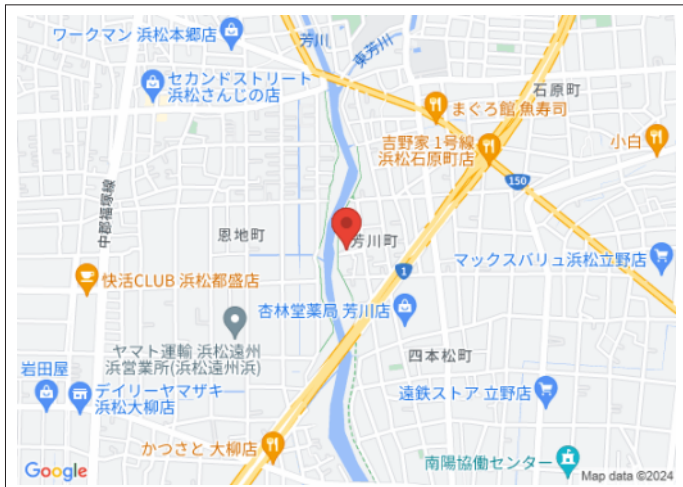 ワークマン 浜松本郷店
芳川
東芳川
セカンドストリート
浜松さんじの店
石原町
まぐろ館 魚寿司
吉野家 1号線
浜松石原町店
小白
150
中郡福塚線
恩地町
芳川町
マックスバリュ浜松立野店
1
快活CLUB 浜松都盛店
杏林堂薬局 芳川店
ヤマト運輸 浜松遠州
浜営業所(浜松遠州浜)
四本松町
岩田屋
デイリーヤマザキ
浜松大柳店
遠鉄ストア 立野店
かつさと 大柳店
南陽協働センター
Google
Map data ©2024